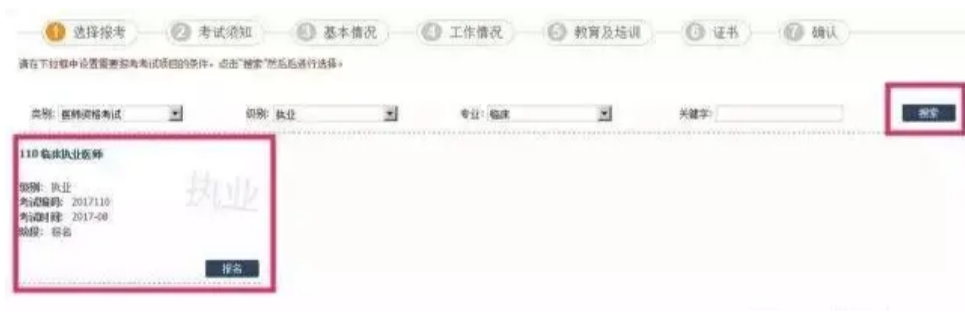 1 选择报考 2 考试须知 3 基本情况 4 工作情况 5 教育及培训 6 证书 7 确认
请在下拉框中设置需要报考考试项目的条件,点击"搜索"然后后进行选择。
类别: 医师资格考试 级别: 执业 专业: 临床 关键字: 搜索
110 临床执业医师
执业
级别: 执业
考试编码: 2017110
考试时间: 2017-08
阶段: 报名
报名